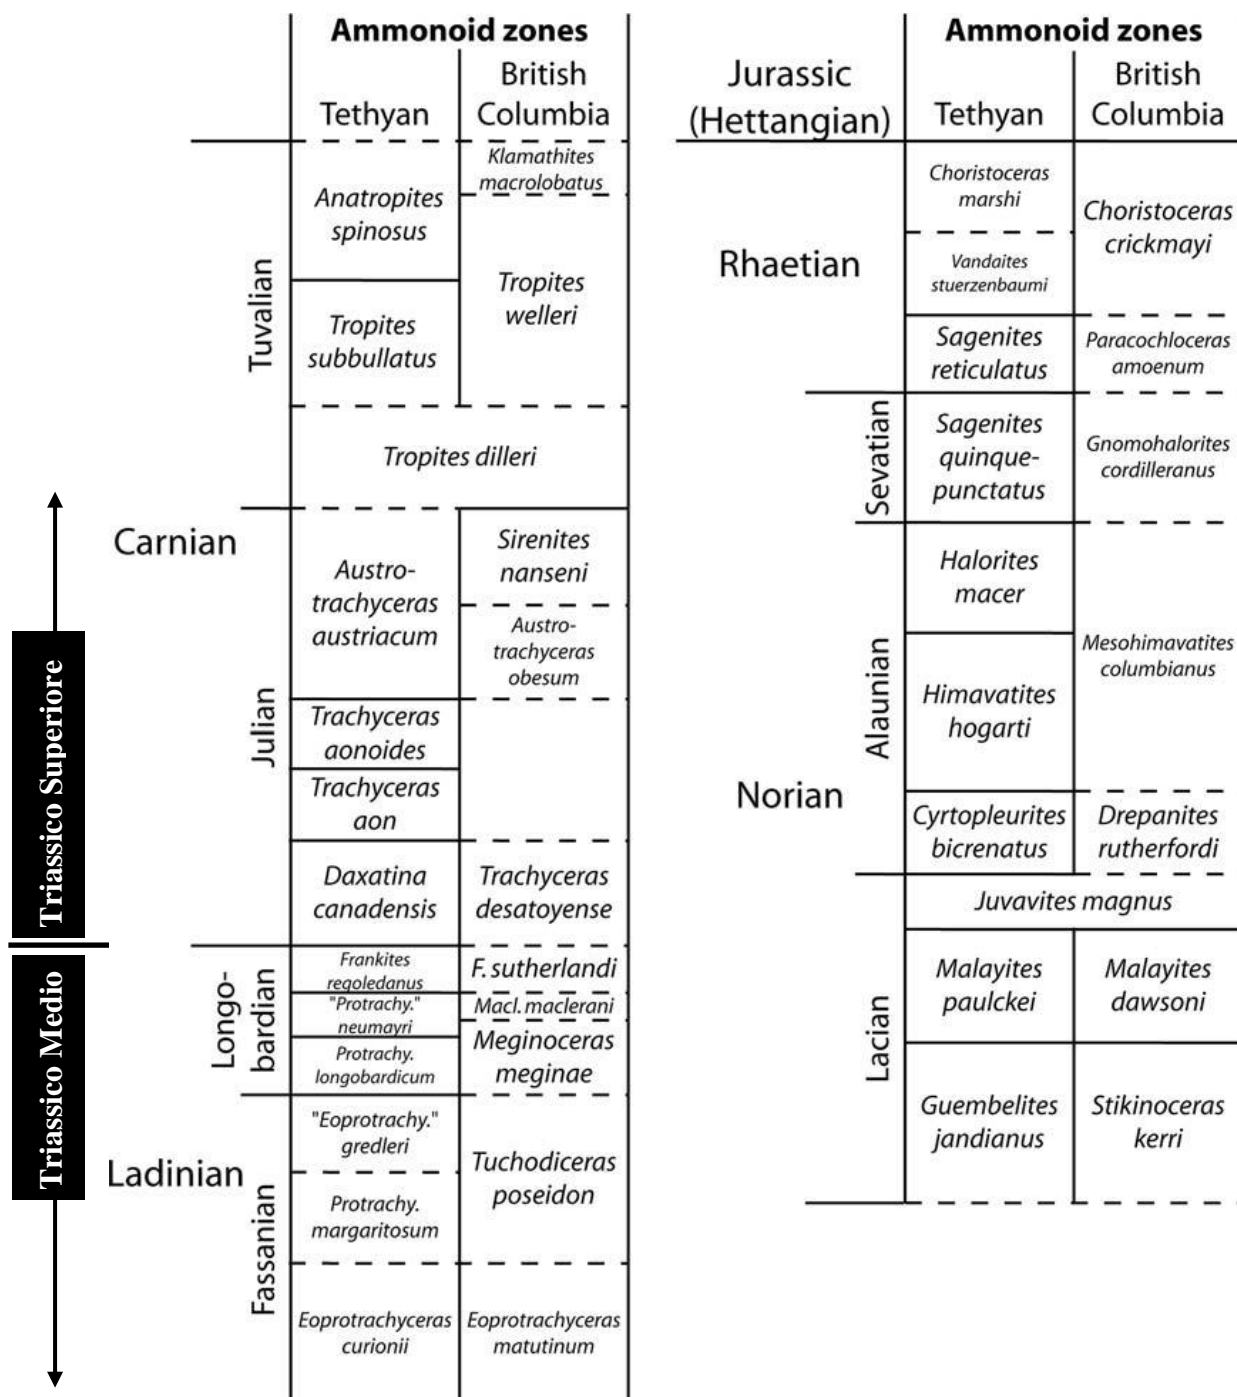 Ammonoid zones
Tethyan
British
Columbia
Tuvalian
Anatropites
spinosus
Klamathites
macrolobatus
Tropites
welleri
Tropites
subbullatus
Tropites dilleri
Carnian
Julian
Austro-
trachyceras
austriacum
Sirenites
nanseni
Austro-
trachyceras
obesum
Trachyceras
aonoides
Trachyceras
aon
Daxatina
canadensis
Trachyceras
desatoyense
Triassico Superiore
Triassico Medio
Longo-
bardian
Frankites
regoledanus
F. sutherlandi
"Protrachy."
neumayri
Macl. maclerani
Protrachy.
longobardicum
Meginoceras
meginae
Ladinian
Fassanian
"Eoprotrachy."
gredleri
Tuchodiceras
poseidon
Protrachy.
margaritosum
Eoprotrachyceras
curionii
Eoprotrachyceras
matutinum
Ammonoid zones
Jurassic
(Hettangian)
Tethyan
British
Columbia
Rhaetian
Choristoceras
marshi
Choristoceras
crickmayi
Vandaites
stuerzenbaumi
Sagenites
reticulatus
Paracochloceras
amoenum
Norian
Sevatian
Sagenites
quinque-
punctatus
Gnomohalorites
cordilleranus
Alaunian
Halorites
macer
Mesohimavatites
columbianus
Himavatites
hogarti
Cyrtopleurites
bicrenatus
Drepanites
rutherfordi
Lacian
Juvavites magnus
Malayites
paulckei
Malayites
dawsoni
Guembelites
jandianus
Stikinoceras
kerri